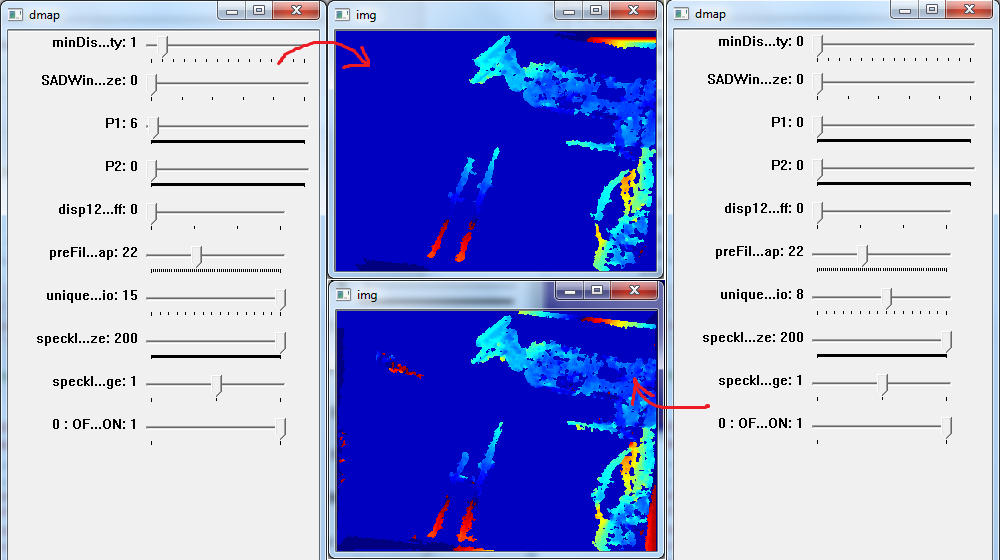 dmap
minDis...ty: 1
SADWin...ze: 0
P1: 6
P2: 0
disp12...ff: 0
preFil...ap: 22
unique...io: 15
speckl...ze: 200
speckl...ge: 1
0 : OF...ON: 1
img
img
dmap
minDis...ty: 0
SADWin...ze: 0
P1: 0
P2: 0
disp12...ff: 0
preFil...ap: 22
unique...io: 8
speckl...ze: 200
speckl...ge: 1
0 : OF...ON: 1